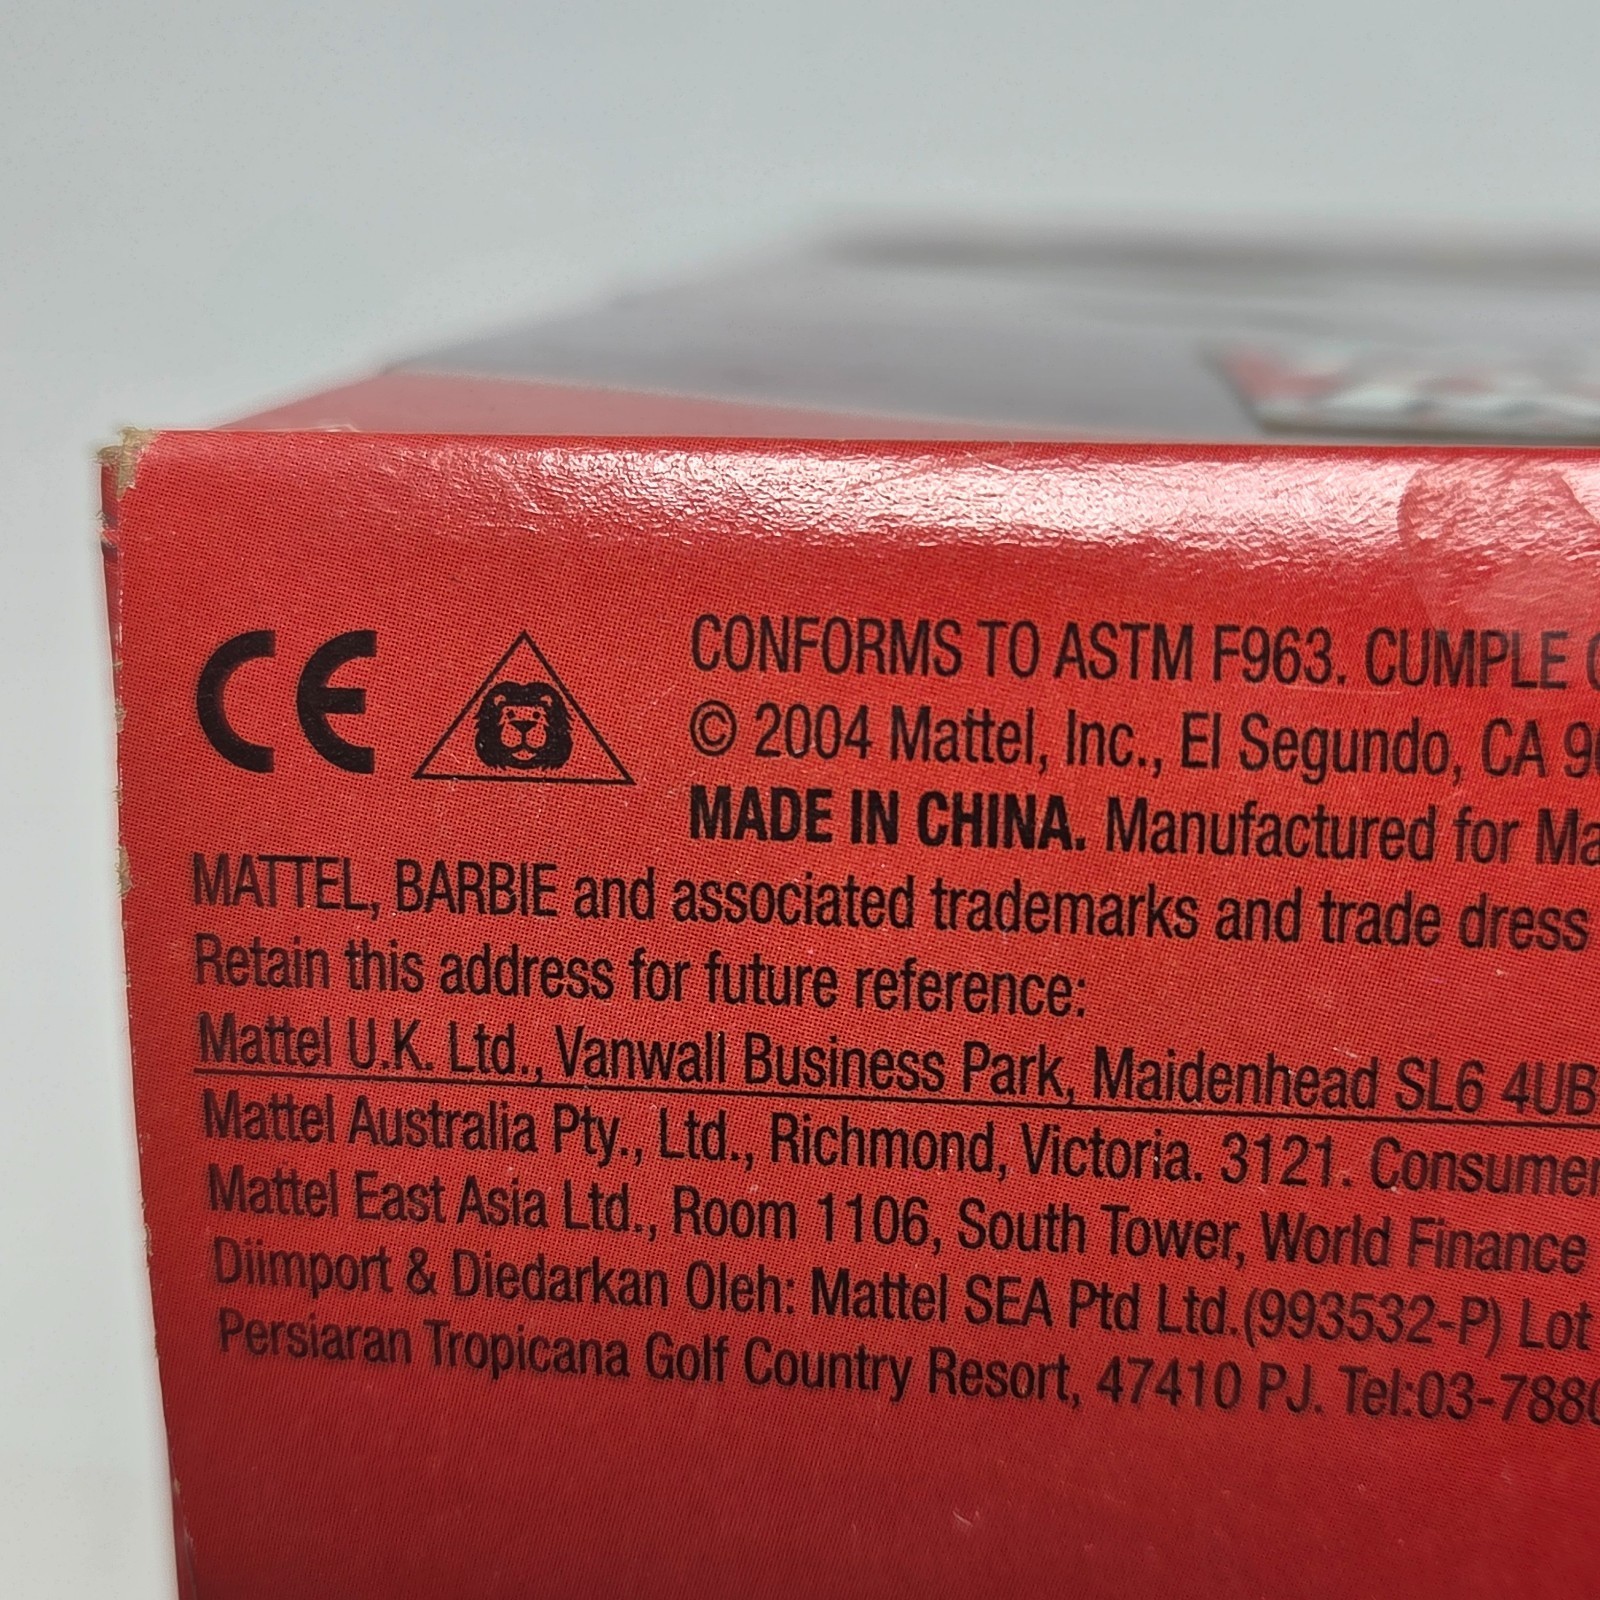 CE
CONFORMS TO ASTM F963. CUMPLE
© 2004 Mattel, Inc., El Segundo, CA
MADE IN CHINA. Manufactured for
MATTEL, BARBIE and associated trademarks and trade dress
Retain this address for future reference:
Mattel U.K. Ltd., Vanwall Business Park, Maidenhead SL6 4UB
Mattel Australia Pty., Ltd., Richmond, Victoria. 3121. Consumer
Mattel East Asia Ltd., Room 1106, South Tower, World Finance
Diimport & Diedarkan Oleh: Mattel SEA Ptd Ltd.(993532-P) Lot
Persiaran Tropicana Golf Country Resort, 47410 PJ. Tel:03-7880